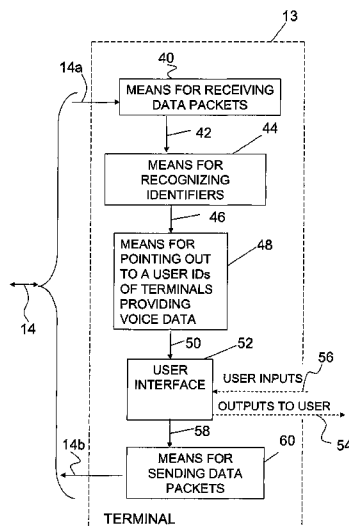 13
14a
40
MEANS FOR RECEIVING
DATA PACKETS
42
44
MEANS FOR
RECOGNIZING
IDENTIFIERS
46
MEANS FOR
POINTING OUT
TO A USER IDs
OF TERMINALS
PROVIDING
VOICE DATA
48
14
50
52
USER
INTERFACE
56
USER INPUTS
OUTPUTS TO USER
54
58
60
14b
MEANS FOR
SENDING DATA
PACKETS
TERMINAL